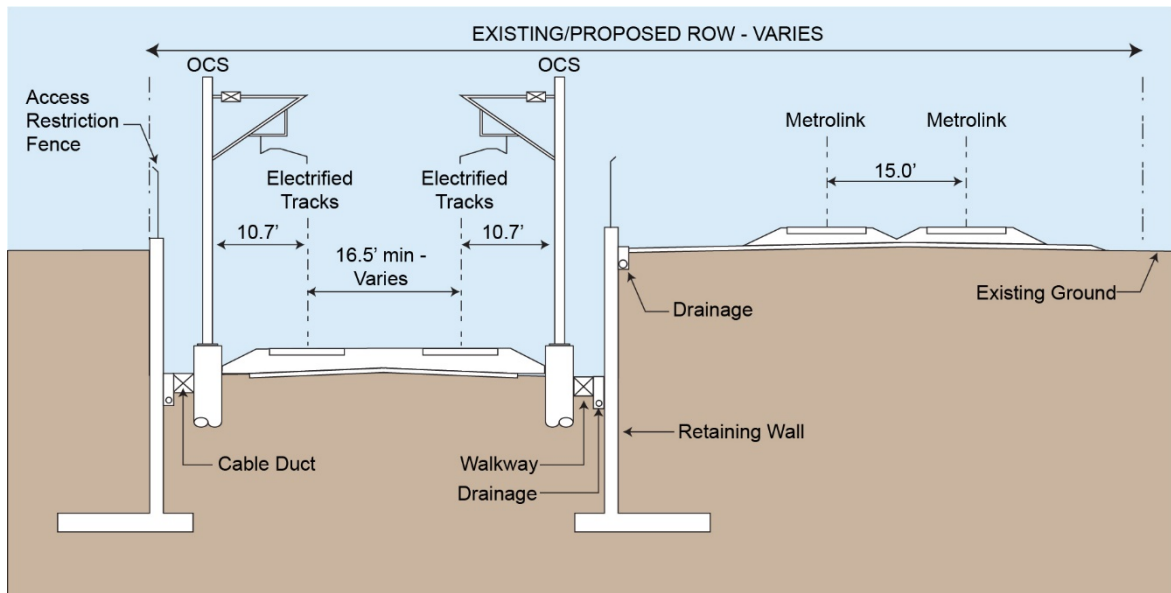 EXISTING/PROPOSED ROW - VARIES
OCS
OCS
Access
Restriction
Fence
Metrolink
Metrolink
15.0’
Electrified
Tracks
Electrified
Tracks
10.7’
10.7’
16.5’ min -
Varies
Drainage
Existing Ground
Retaining Wall
Cable Duct
Walkway
Drainage